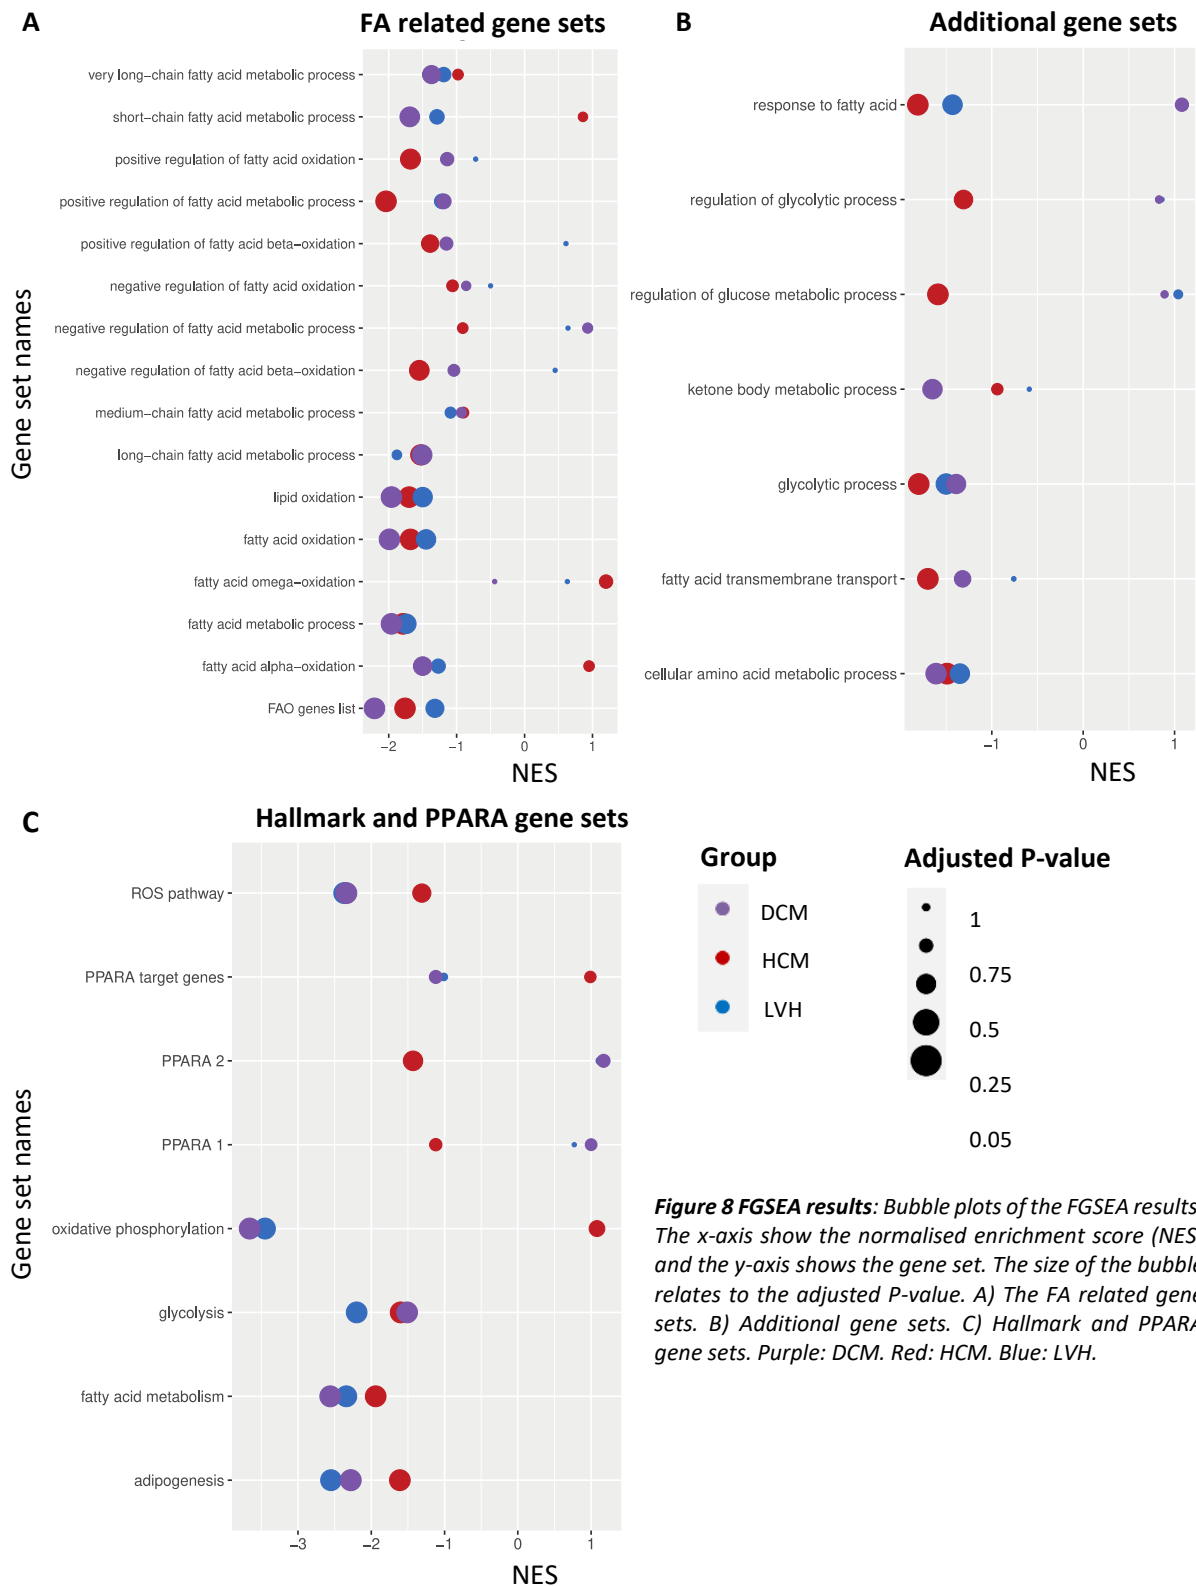 A
FA related gene sets
very long−chain fatty acid metabolic process
short−chain fatty acid metabolic process
positive regulation of fatty acid oxidation
positive regulation of fatty acid metabolic process
positive regulation of fatty acid beta−oxidation
negative regulation of fatty acid oxidation
negative regulation of fatty acid metabolic process
negative regulation of fatty acid beta−oxidation
medium−chain fatty acid metabolic process
long−chain fatty acid metabolic process
lipid oxidation
fatty acid oxidation
fatty acid omega−oxidation
fatty acid metabolic process
fatty acid alpha−oxidation
FAO genes list
Gene set names
−2 −1 0 1
NES
B
Additional gene sets
response to fatty acid
regulation of glycolytic process
regulation of glucose metabolic process
ketone body metabolic process
glycolytic process
fatty acid transmembrane transport
cellular amino acid metabolic process
−1 0 1
NES
C
Hallmark and PPARA gene sets
ROS pathway
PPARA target genes
PPARA 2
PPARA 1
oxidative phosphorylation
glycolysis
fatty acid metabolism
adipogenesis
Gene set names
−3 −2 −1 0 1
NES
Group
DCM
HCM
LVH
Adjusted P-value
1
0.75
0.5
0.25
0.05
Figure 8 FGSEA results: Bubble plots of the FGSEA results
The x-axis show the normalised enrichment score (NES
and the y-axis shows the gene set. The size of the bubble
relates to the adjusted P-value. A) The FA related gene
sets. B) Additional gene sets. C) Hallmark and PPARA
gene sets. Purple: DCM. Red: HCM. Blue: LVH.